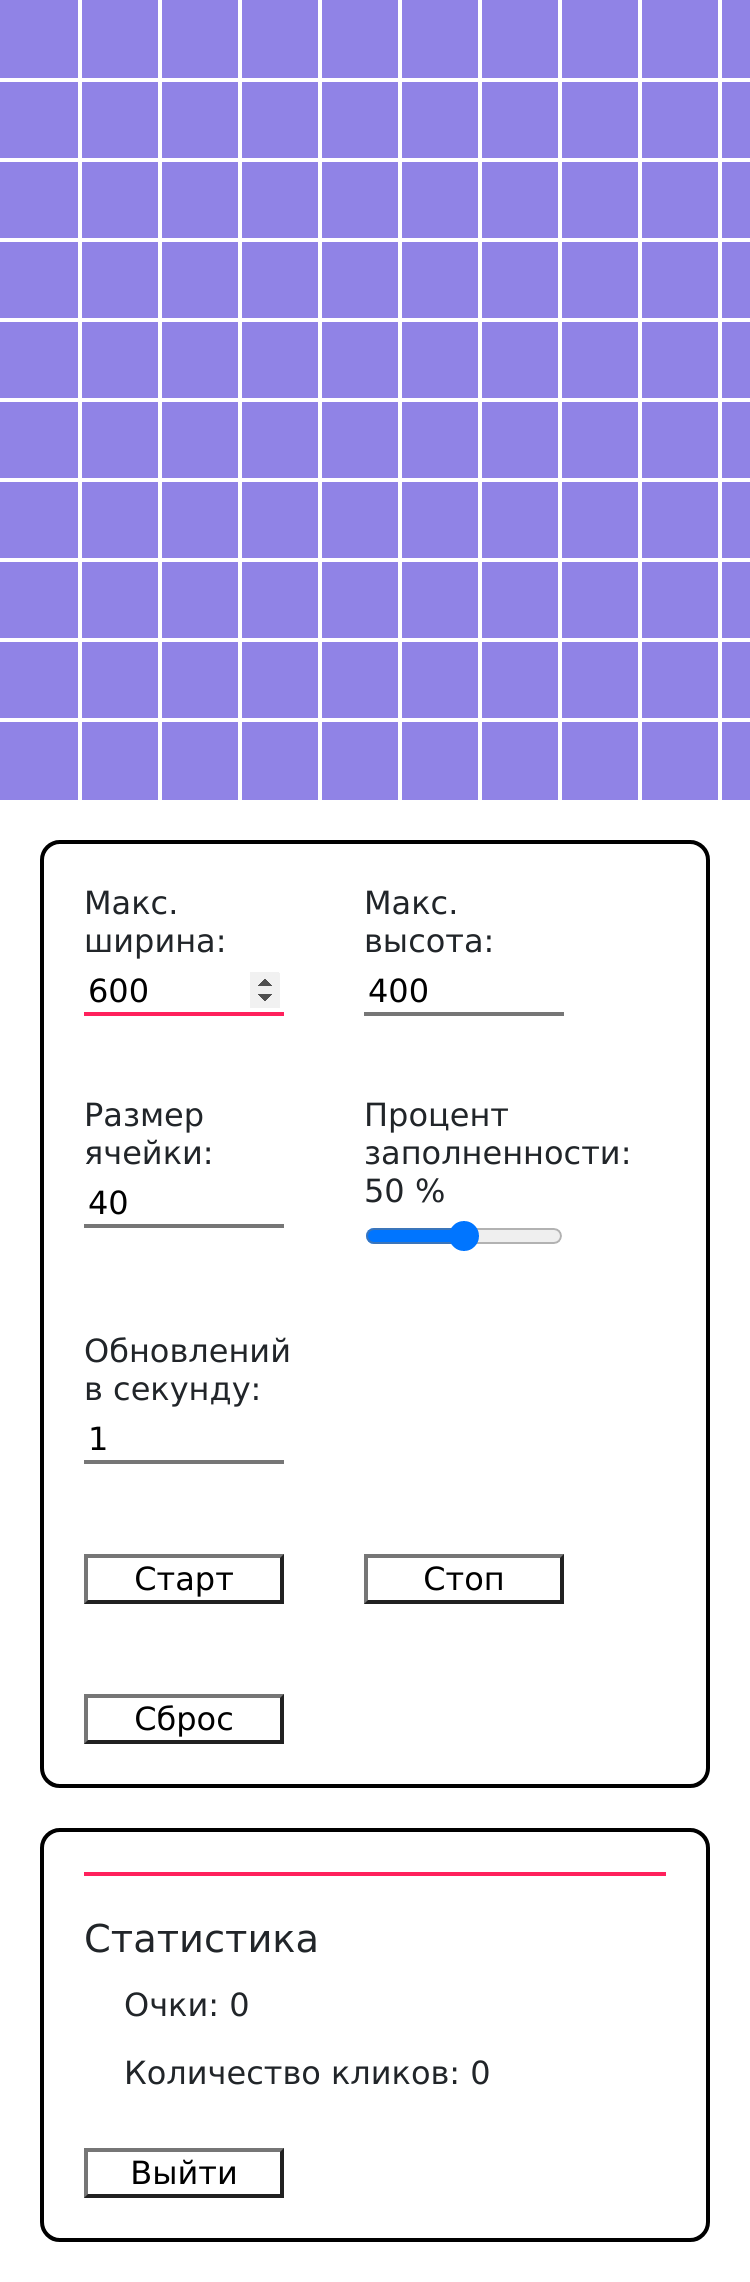 Макс.
ширина:
600
Макс.
высота:
400
Размер
ячейки:
40
Процент
заполненности:
50 %
Обновлений
в секунду:
1
Старт
Стоп
Сброс
Статистика
Очки: 0
Количество кликов: 0
Выйти